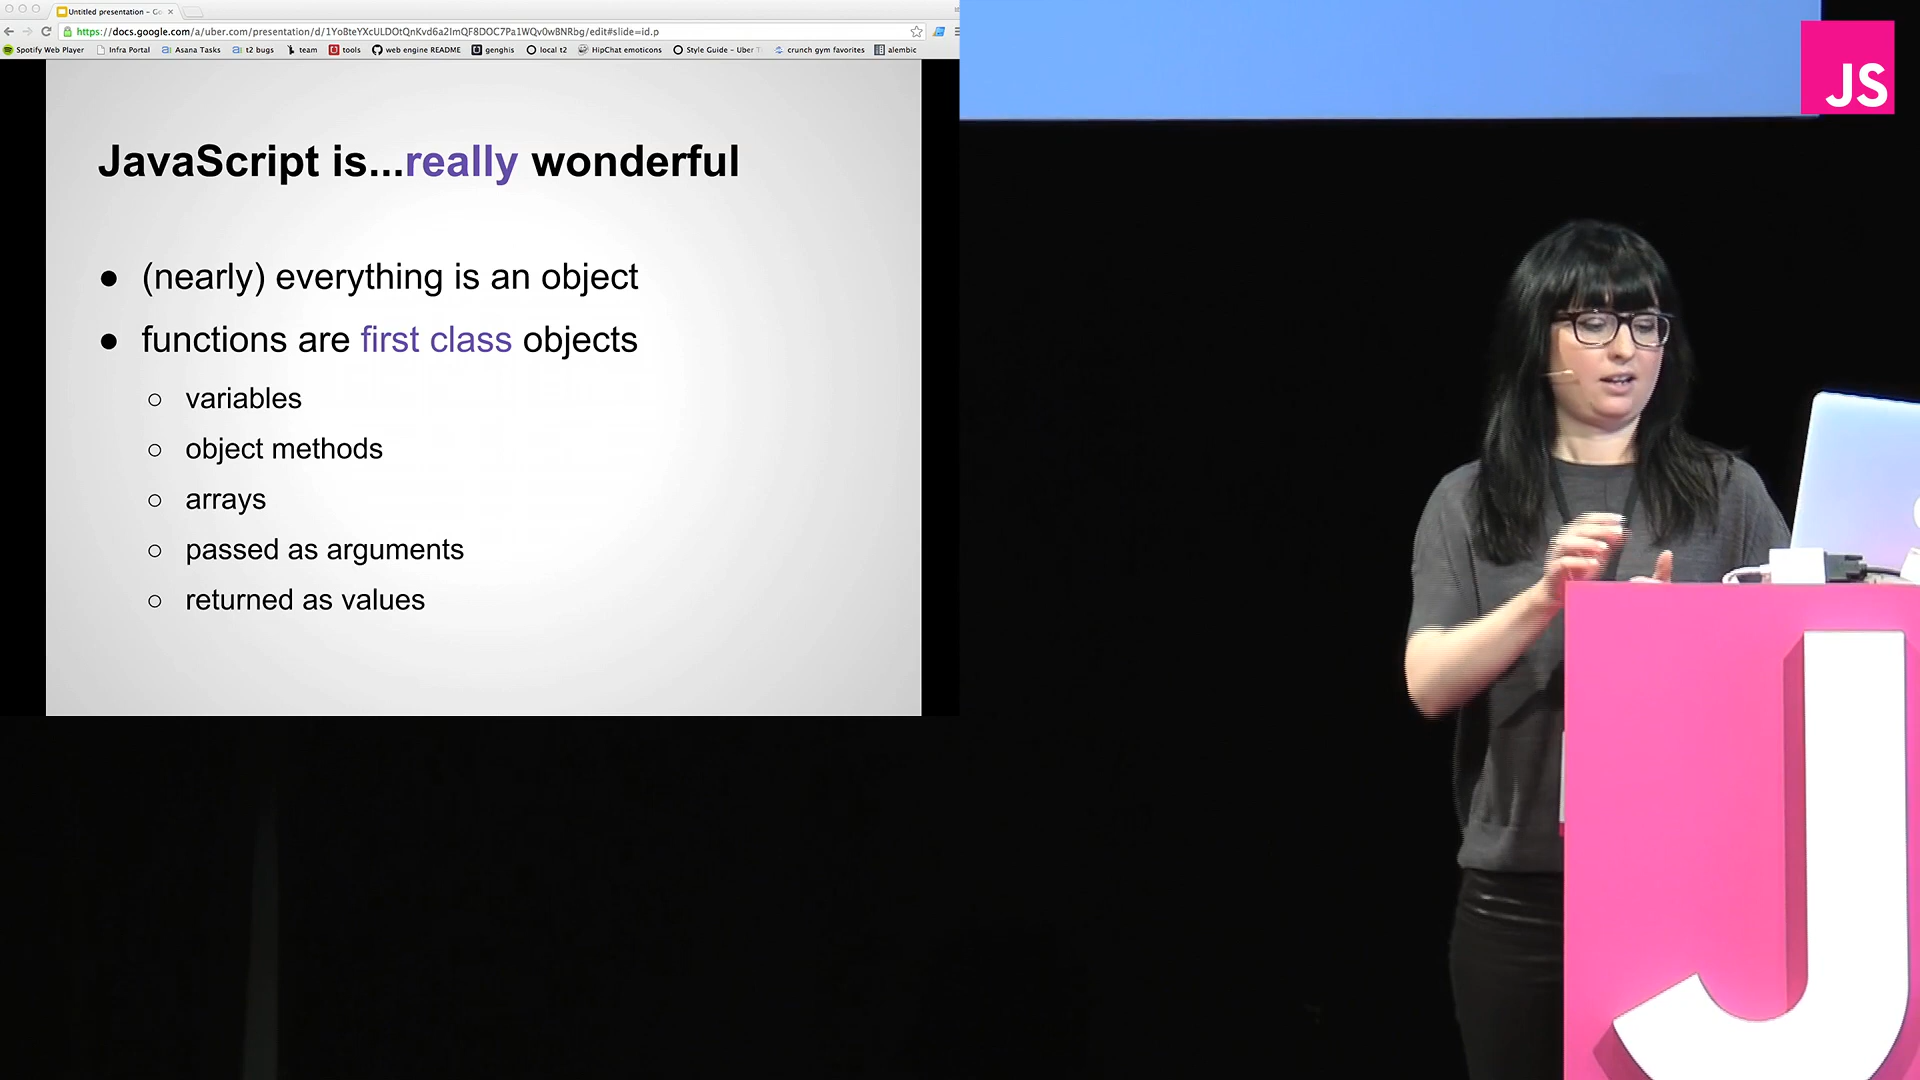 Untitled presentation - Go
https://docs.google.com/a/uber.com/presentation/d/1YoBteYXcULDOtQnKvd6a2ImQF8DOC7Pa1WQv0wBNRbg/edit#slide=id.p
Spotify Web Player Infra Portal Asana Tasks t2 bugs team tools web engine README genghis local t2 HipChat emoticons Style Guide - Uber crunch gym favorites alembic
JS
JavaScript is...really wonderful
● (nearly) everything is an object
● functions are first class objects
○ variables
○ object methods
○ arrays
○ passed as arguments
○ returned as values
J